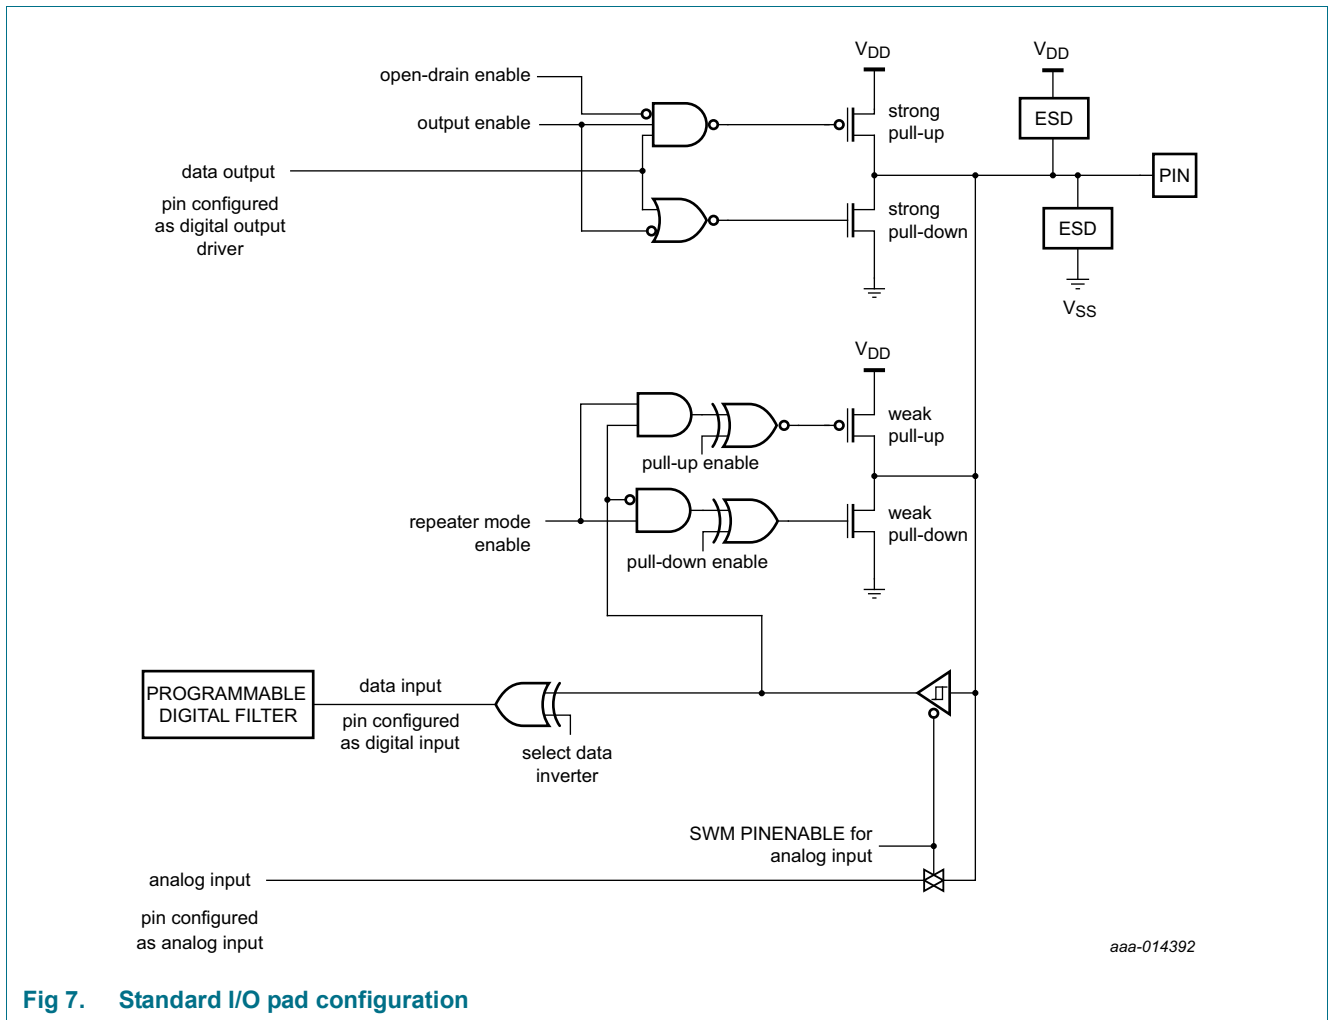 VDD
VDD
open-drain enable
strong
pull-up
ESD
output enable
data output
PIN
pin configured
as digital output
driver
strong
pull-down
ESD
VSS
VDD
weak
pull-up
pull-up enable
repeater mode
enable
weak
pull-down
pull-down enable
PROGRAMMABLE
DIGITAL FILTER
data input
pin configured
as digital input
select data
inverter
SWM PINENABLE for
analog input
analog input
pin configured
as analog input
aaa-014392
Fig 7. Standard I/O pad configuration